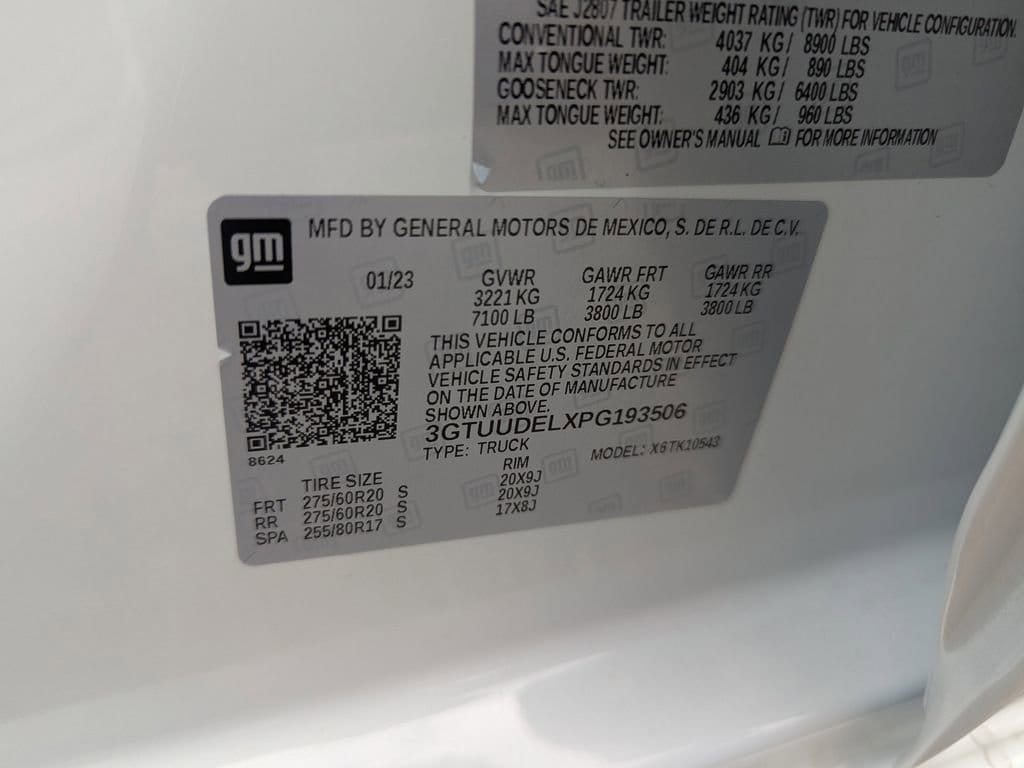 SAE J2807 TRAILER WEIGHT RATING (TWR) FOR VEHICLE CONFIGURATION.
CONVENTIONAL TWR: 4037 KG/ 8900 LBS
MAX TONGUE WEIGHT: 404 KG/ 890 LBS
GOOSENECK TWR: 2903 KG/ 6400 LBS
MAX TONGUE WEIGHT: 436 KG/ 960 LBS
SEE OWNER'S MANUAL FOR MORE INFORMATION
gm
MFD BY GENERAL MOTORS DE MEXICO, S. DE R.L. DE C.V.
01/23 GVWR GAWR FRT GAWR RR
3221 KG 1724 KG 1724 KG
7100 LB 3800 LB 3800 LB
THIS VEHICLE CONFORMS TO ALL
APPLICABLE U.S. FEDERAL MOTOR
VEHICLE SAFETY STANDARDS IN EFFECT
ON THE DATE OF MANUFACTURE
SHOWN ABOVE.
3GTUUDELXPG193506
8624
TYPE: TRUCK MODEL: X6TK10543
TIRE SIZE RIM
FRT 275/60R20 S 20X9J
RR 275/60R20 S 20X9J
SPA 255/80R17 S 17X8J